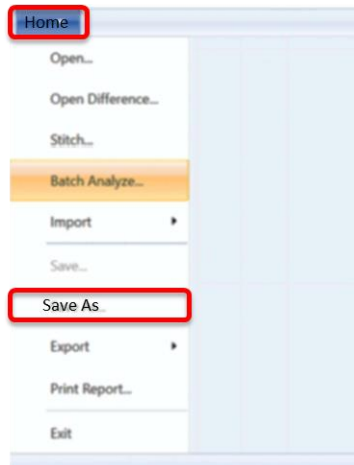 Home
Open...
Open Difference...
Stitch...
Batch Analyze...
Import
Save...
Save As
Export
Print Report...
Exit